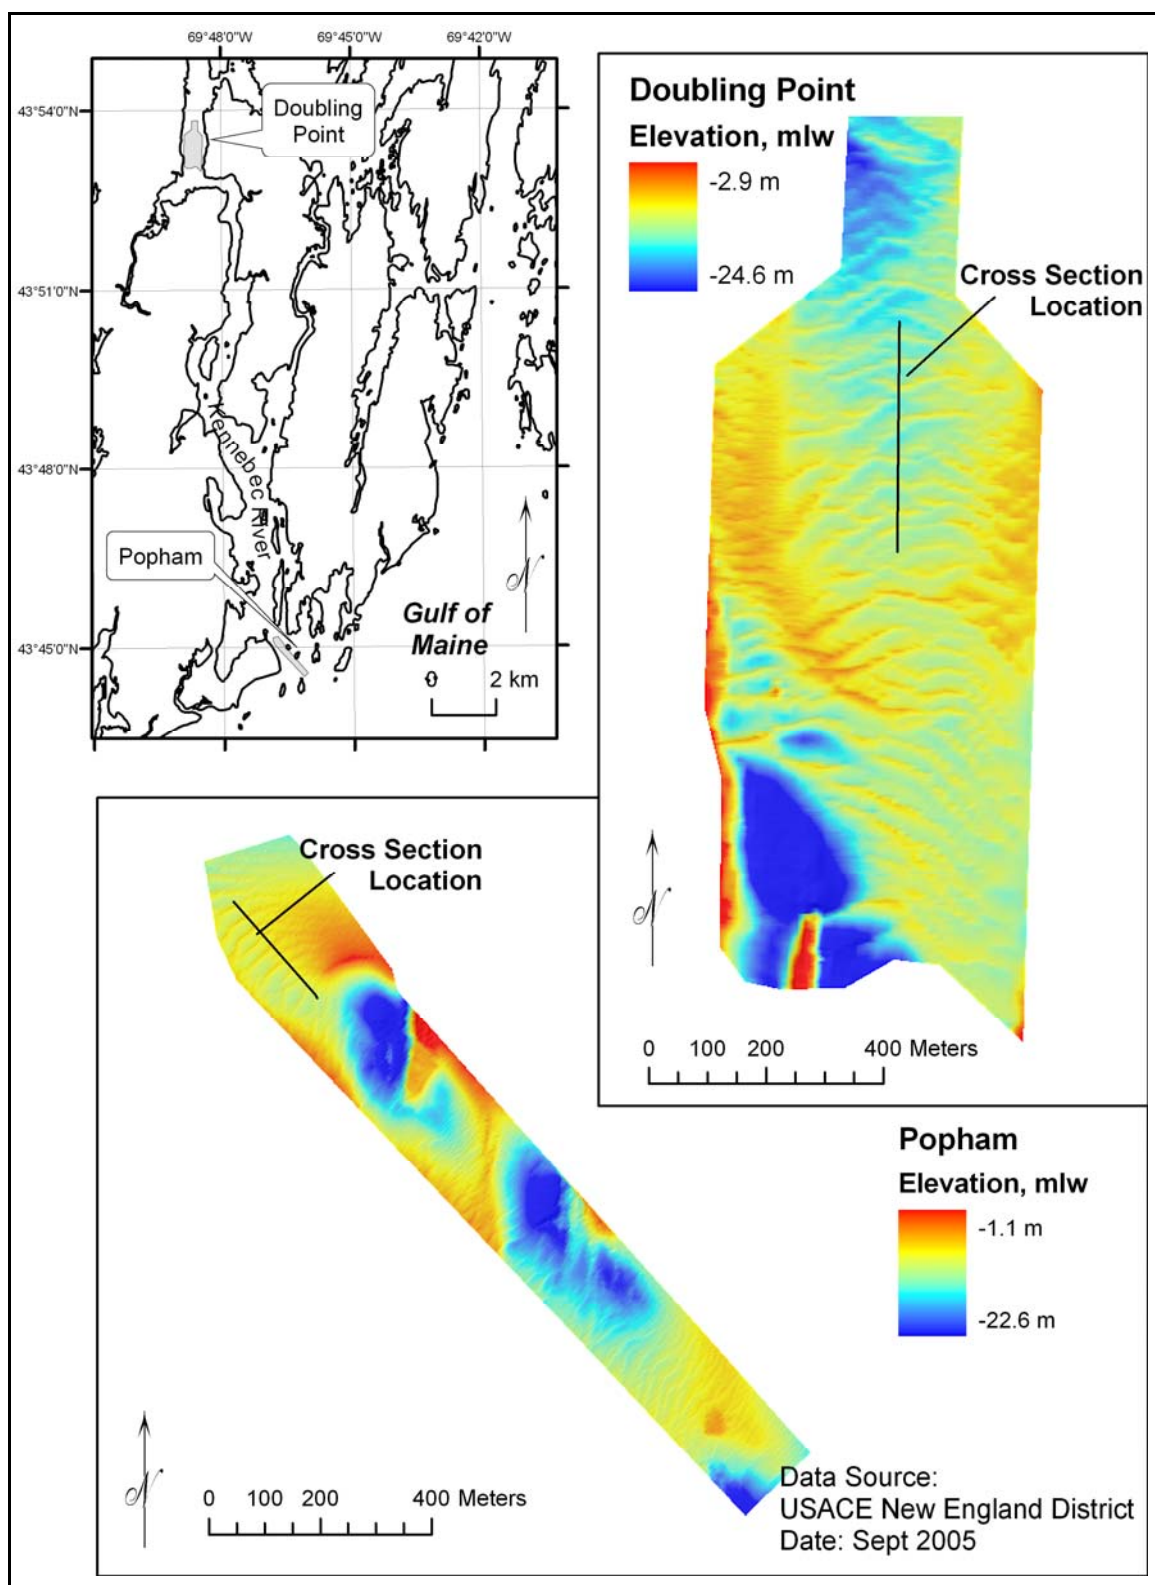 69°48'0"W 69°45'0"W 69°42'0"W
43°54'0"N
Doubling
Point
43°51'0"N
43°48'0"N
Kennebec River
Popham
N
Gulf of
Maine
43°45'0"N
0 2 km
Doubling Point
Elevation, mlw
-2.9 m
-24.6 m
Cross Section
Location
N
0 100 200 400 Meters
Cross Section
Location
Popham
Elevation, mlw
-1.1 m
-22.6 m
N
0 100 200 400 Meters
Data Source:
USACE New England District
Date: Sept 2005